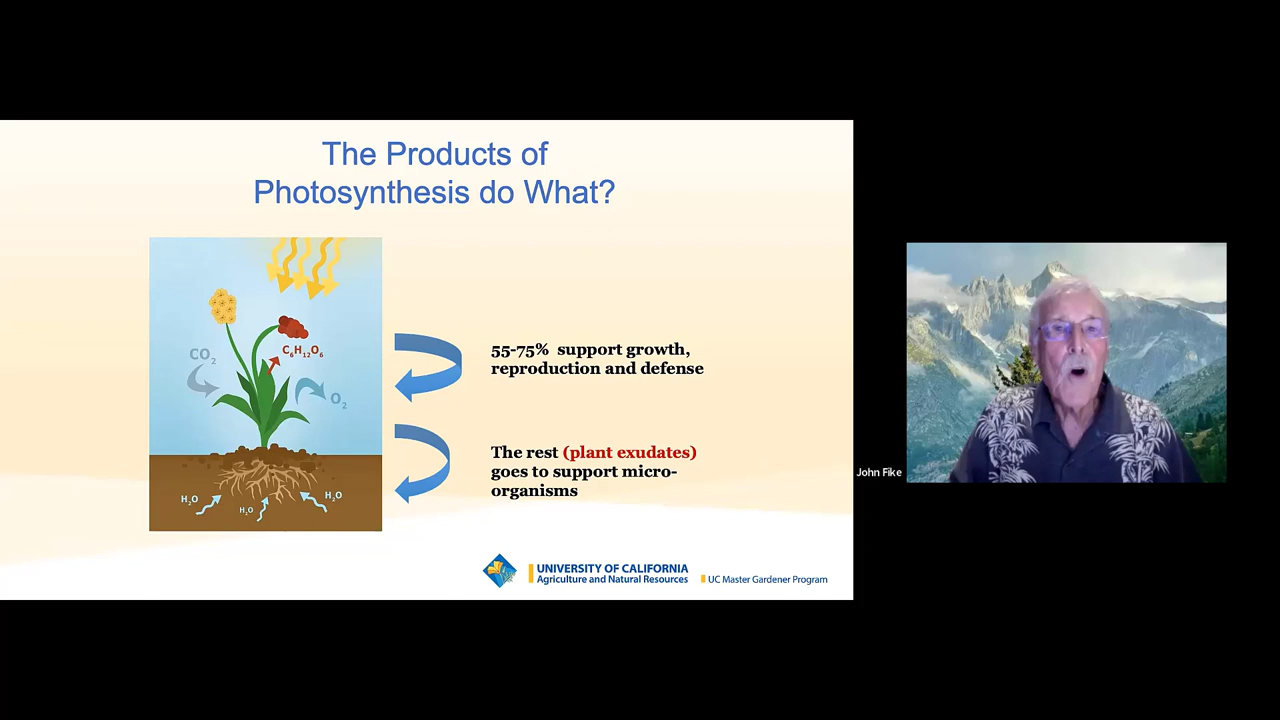 The Products of
Photosynthesis do What?
CO2
C6H12O6
O2
H2O
H2O
H2O
55-75% support growth,
reproduction and defense
The rest (plant exudates)
goes to support micro-
organisms
UNIVERSITY OF CALIFORNIA
Agriculture and Natural Resources
UC Master Gardener Program
John Fike